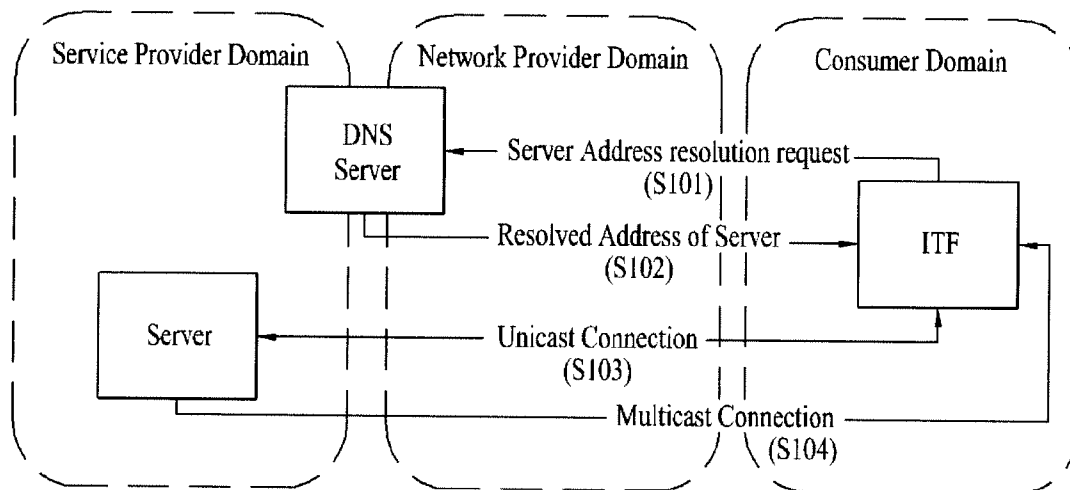 Service Provider Domain
Network Provider Domain
Consumer Domain
DNS
Server
Server Address resolution request
(S101)
Resolved Address of Server
(S102)
ITF
Server
Unicast Connection
(S103)
Multicast Connection
(S104)